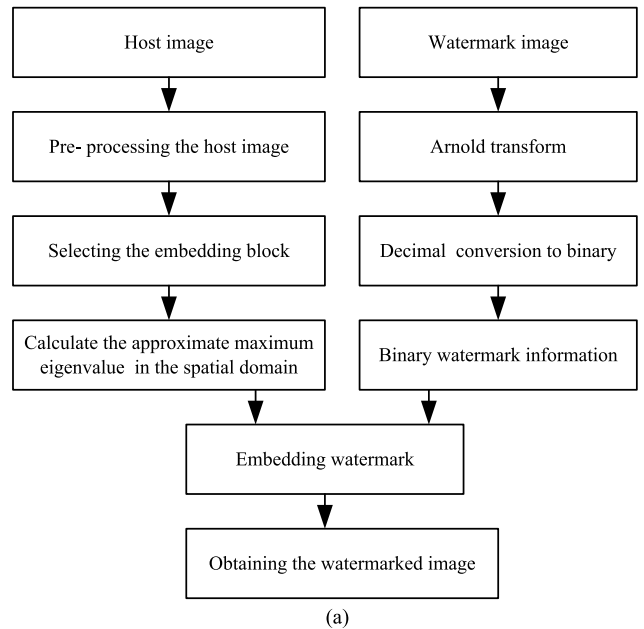 Host image
Watermark image
Pre- processing the host image
Arnold transform
Selecting the embedding block
Decimal conversion to binary
Calculate the approximate maximum
eigenvalue in the spatial domain
Binary watermark information
Embedding watermark
Obtaining the watermarked image
(a)